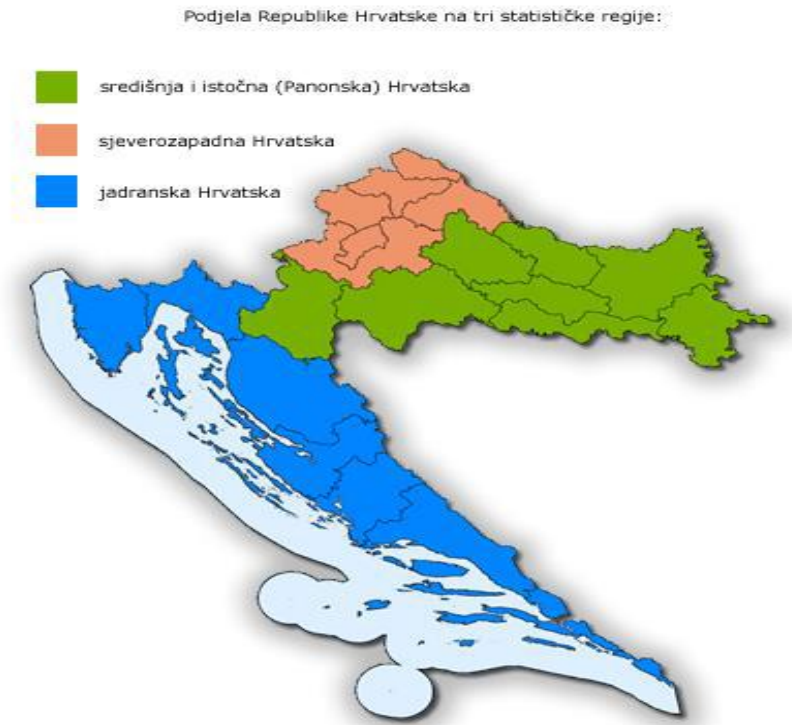 Podjela Republike Hrvatske na tri statističke regije:
središnja i istočna (Panonska) Hrvatska
sjeverozapadna Hrvatska
jadranska Hrvatska